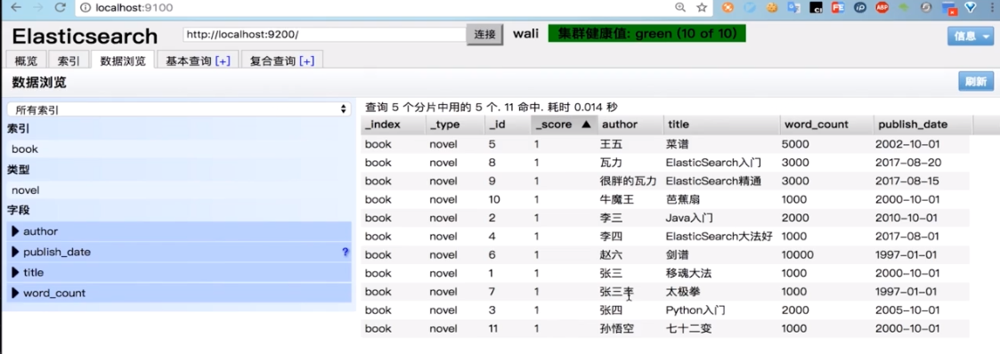 localhost:9100
Elasticsearch http://localhost:9200/ 连接 wali 集群健康值: green (10 of 10) 信息
概览 索引 数据浏览 基本查询 [+] 复合查询 [+]
数据浏览 刷新
所有索引
索引
book
类型
novel
字段
author
publish_date ?
title
word_count
查询 5 个分片中用的 5 个. 11 命中. 耗时 0.014 秒
_index _type _id _score ▲ author title word_count publish_date
book novel 5 1 王五 菜谱 5000 2002-10-01
book novel 8 1 瓦力 ElasticSearch入门 3000 2017-08-20
book novel 9 1 很胖的瓦力 ElasticSearch精通 3000 2017-08-15
book novel 10 1 牛魔王 芭蕉扇 1000 2000-10-01
book novel 2 1 李三 Java入门 2000 2010-10-01
book novel 4 1 李四 ElasticSearch大法好 1000 2017-08-01
book novel 6 1 赵六 剑谱 10000 1997-01-01
book novel 1 1 张三 移魂大法 1000 2000-10-01
book novel 7 1 张三丰 太极拳 1000 1997-01-01
book novel 3 1 张四 Python入门 2000 2005-10-01
book novel 11 1 孙悟空 七十二变 1000 2000-10-01